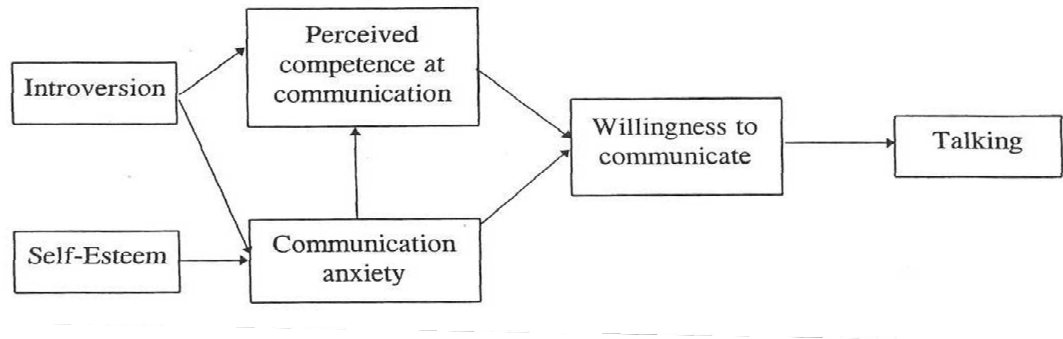 Introversion
Perceived
competence at
communication
Willingness to
communicate
Talking
Self-Esteem
Communication
anxiety